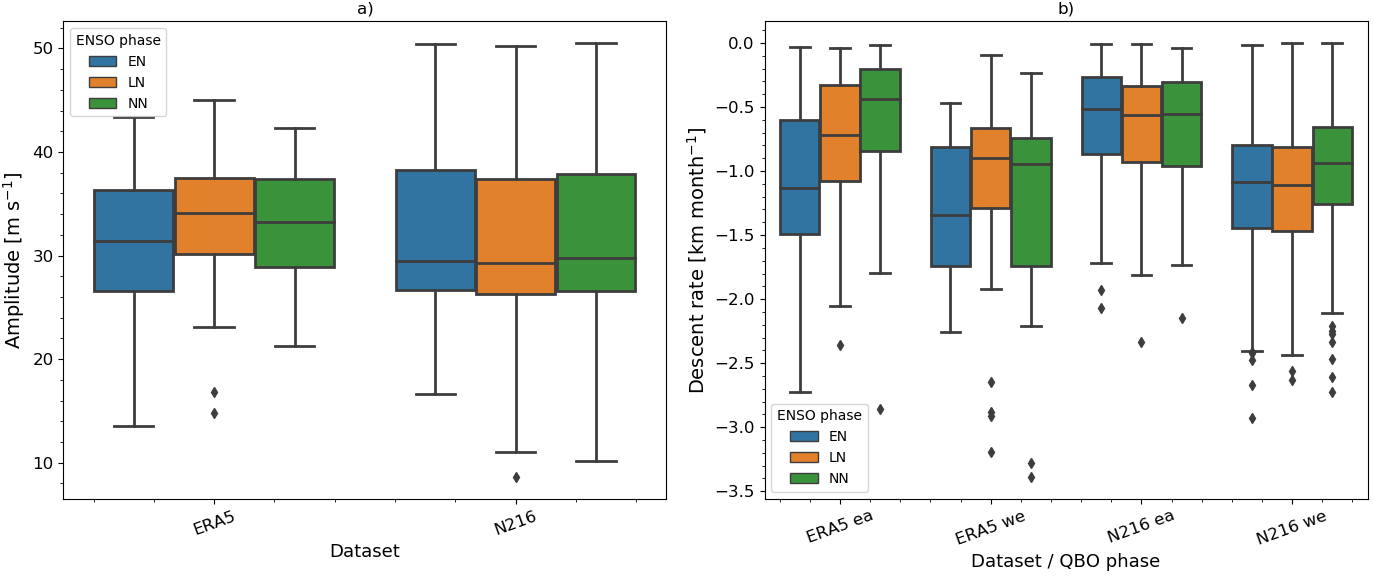 a)
ENSO phase
EN
LN
NN
50
40
30
20
10
Amplitude [m s⁻¹]
ERA5
N216
Dataset
b)
0.0
−0.5
−1.0
−1.5
−2.0
−2.5
−3.0
−3.5
Descent rate [km month⁻¹]
ENSO phase
EN
LN
NN
ERA5 ea
ERA5 we
N216 ea
N216 we
Dataset / QBO phase